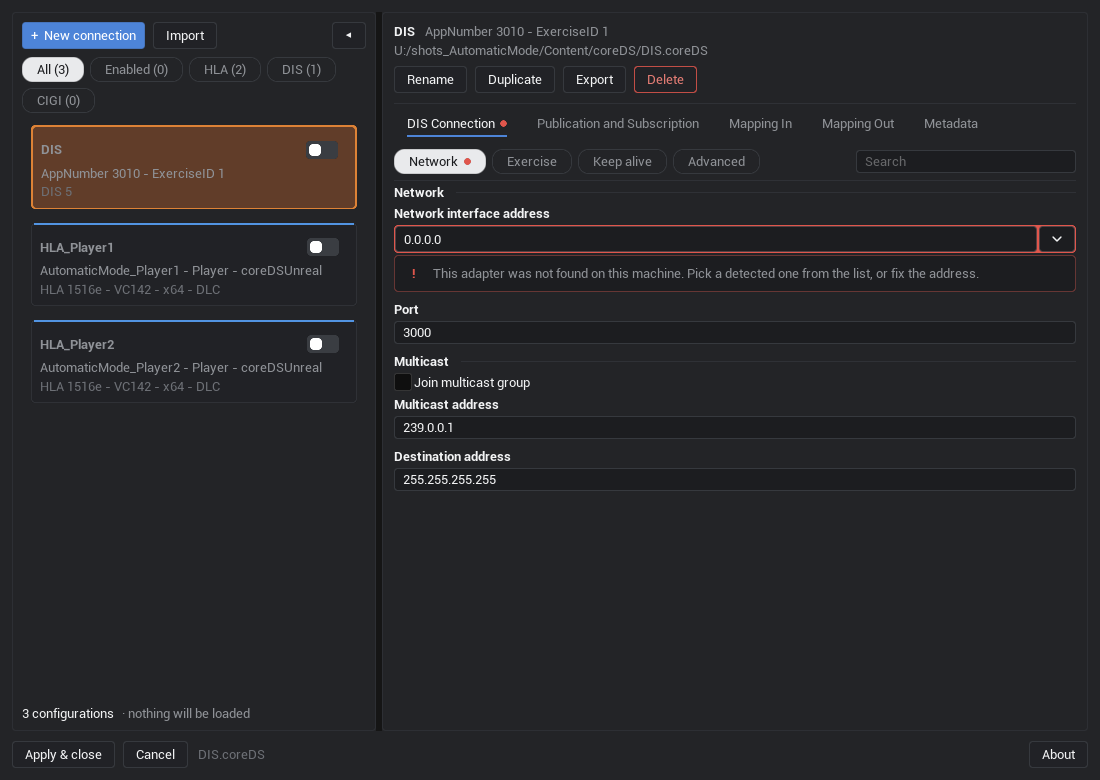 + New connection
Import
All (3)
Enabled (0)
HLA (2)
DIS (1)
CIGI (0)
DIS
AppNumber 3010 - ExerciseID 1
DIS 5
HLA_Player1
AutomaticMode_Player1 - Player - coreDSUnreal
HLA 1516e - VC142 - x64 - DLC
HLA_Player2
AutomaticMode_Player2 - Player - coreDSUnreal
HLA 1516e - VC142 - x64 - DLC
3 configurations · nothing will be loaded
DIS AppNumber 3010 - ExerciseID 1
U:/shots_AutomaticMode/Content/coreDS/DIS.coreDS
Rename
Duplicate
Export
Delete
DIS Connection
Publication and Subscription
Mapping In
Mapping Out
Metadata
Network
Exercise
Keep alive
Advanced
Search
Network
Network interface address
0.0.0.0
! This adapter was not found on this machine. Pick a detected one from the list, or fix the address.
Port
3000
Multicast
Join multicast group
Multicast address
239.0.0.1
Destination address
255.255.255.255
Apply & close
Cancel
DIS.coreDS
About